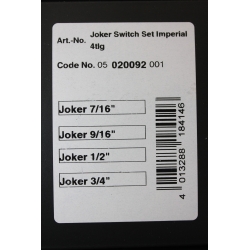 Art.-No. Joker Switch Set Imperial
4tlg
Code No. 05 020092 001
Joker 7/16"
Joker 9/16"
Joker 1/2"
Joker 3/4"
4 013288 184146